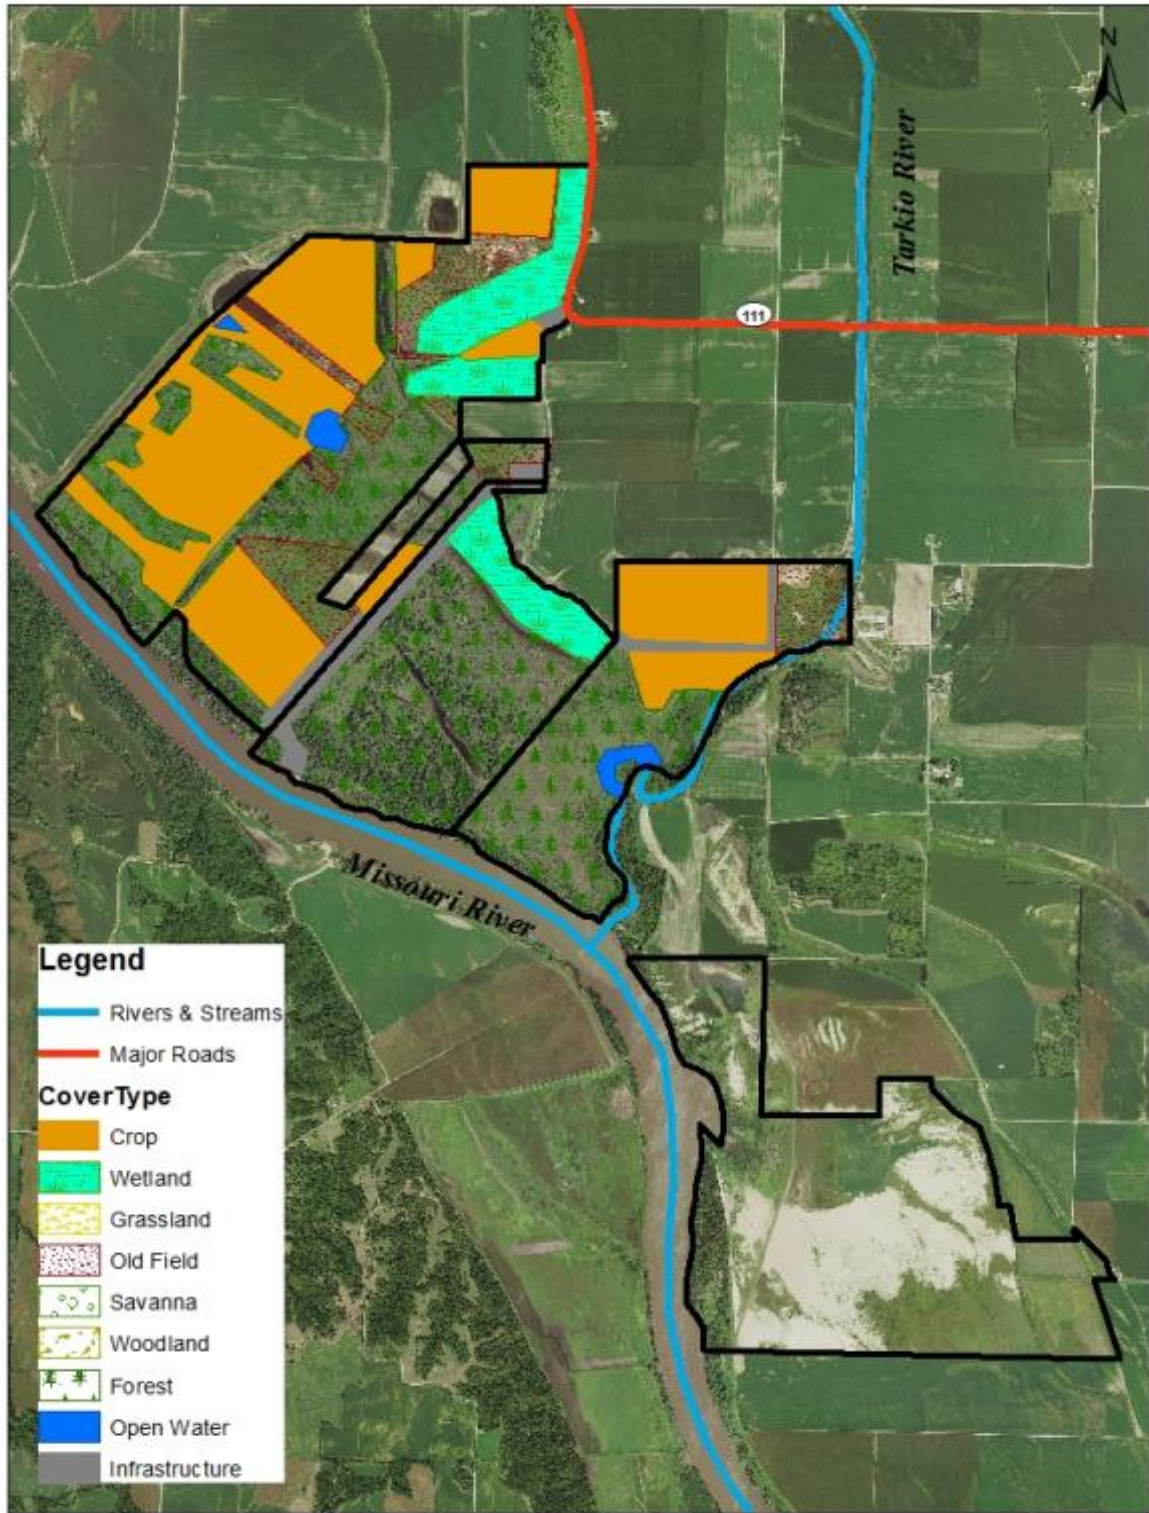 N
Tarkio River
111
Missouri River
Legend
Rivers & Streams
Major Roads
CoverType
Crop
Wetland
Grassland
Old Field
Savanna
Woodland
Forest
Open Water
Infrastructure